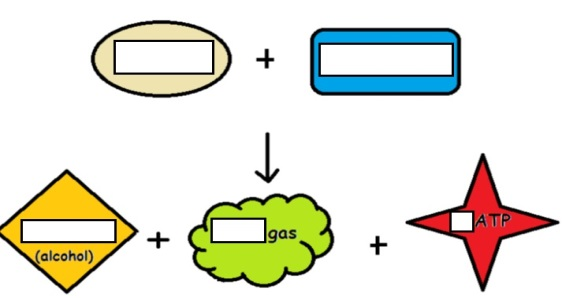 +
(alcohol)
+
gas
+
ATP